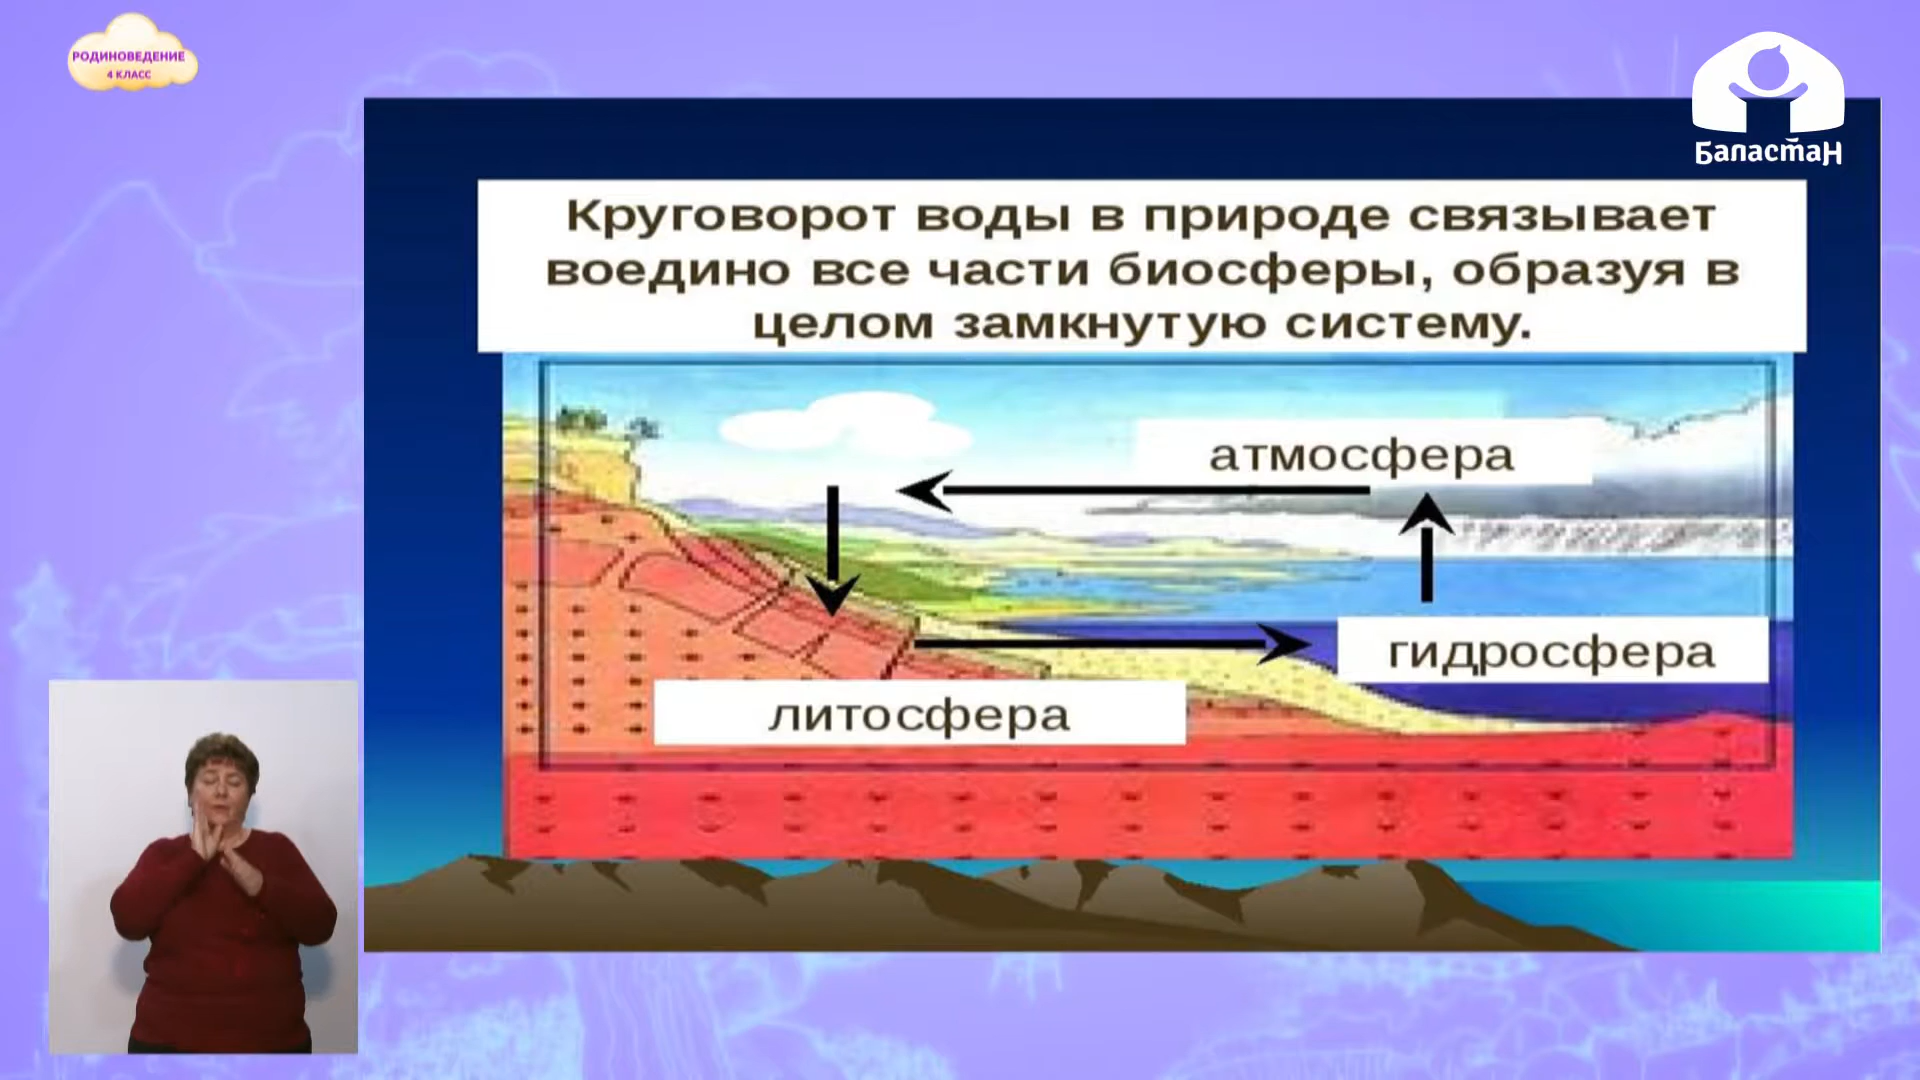 РОДИНОВЕДЕНИЕ
4 КЛАСС
Баластан
Круговорот воды в природе связывает
воедино все части биосферы, образуя в
целом замкнутую систему.
атмосфера
гидросфера
литосфера